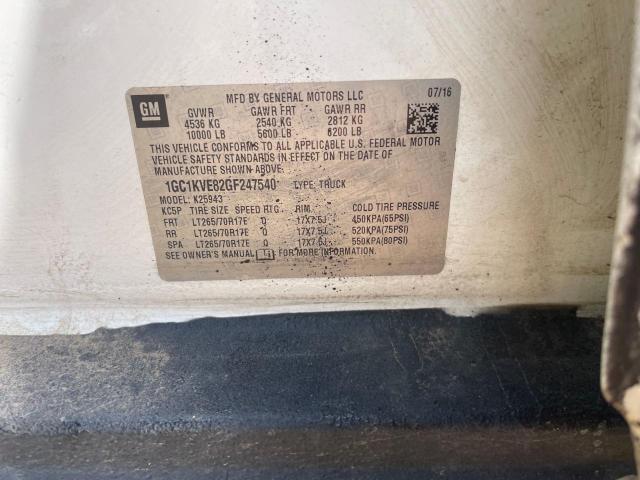 GM
MFD BY GENERAL MOTORS LLC 07/16
GVWR GAWR FRT GAWR RR
4536 KG 2540 KG 2812 KG
10000 LB 5600 LB 6200 LB
THIS VEHICLE CONFORMS TO ALL APPLICABLE U.S. FEDERAL MOTOR
VEHICLE SAFETY STANDARDS IN EFFECT ON THE DATE OF
MANUFACTURE SHOWN ABOVE.
1GC1KVE82GF247540 TYPE: TRUCK
MODEL: K25943
KC5P TIRE SIZE SPEED RTG RIM COLD TIRE PRESSURE
FRT LT265/70R17E Q 17X7.5J 450KPA(65PSI)
RR LT265/70R17E Q 17X7.5J 520KPA(75PSI)
SPA LT265/70R17E Q 17X7.5J 550KPA(80PSI)
SEE OWNER'S MANUAL FOR MORE INFORMATION.